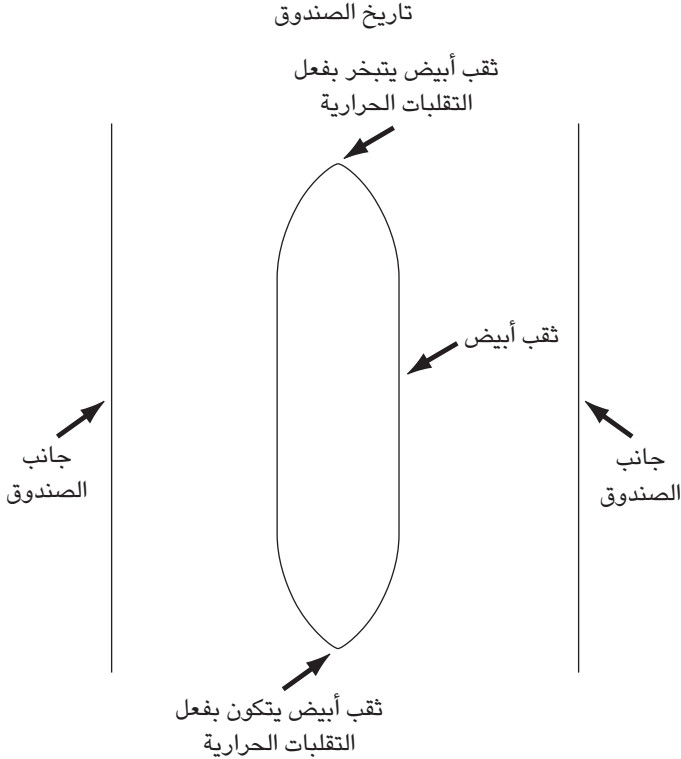 تاريخ الصندوق
ثقب أبيض يتبخر بفعل
التقلبات الحرارية
ثقب أبيض
جانب
الصندوق
جانب
الصندوق
ثقب أبيض يتكون بفعل
التقلبات الحرارية